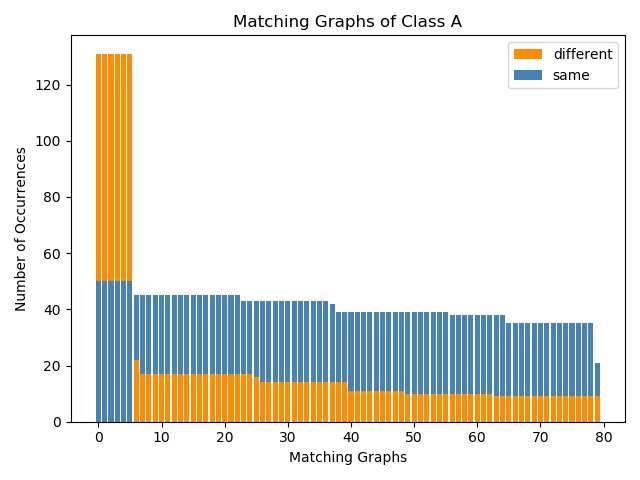 Matching Graphs of Class A
different
same
Number of Occurrences
120
100
80
60
40
20
0
0 10 20 30 40 50 60 70 80
Matching Graphs